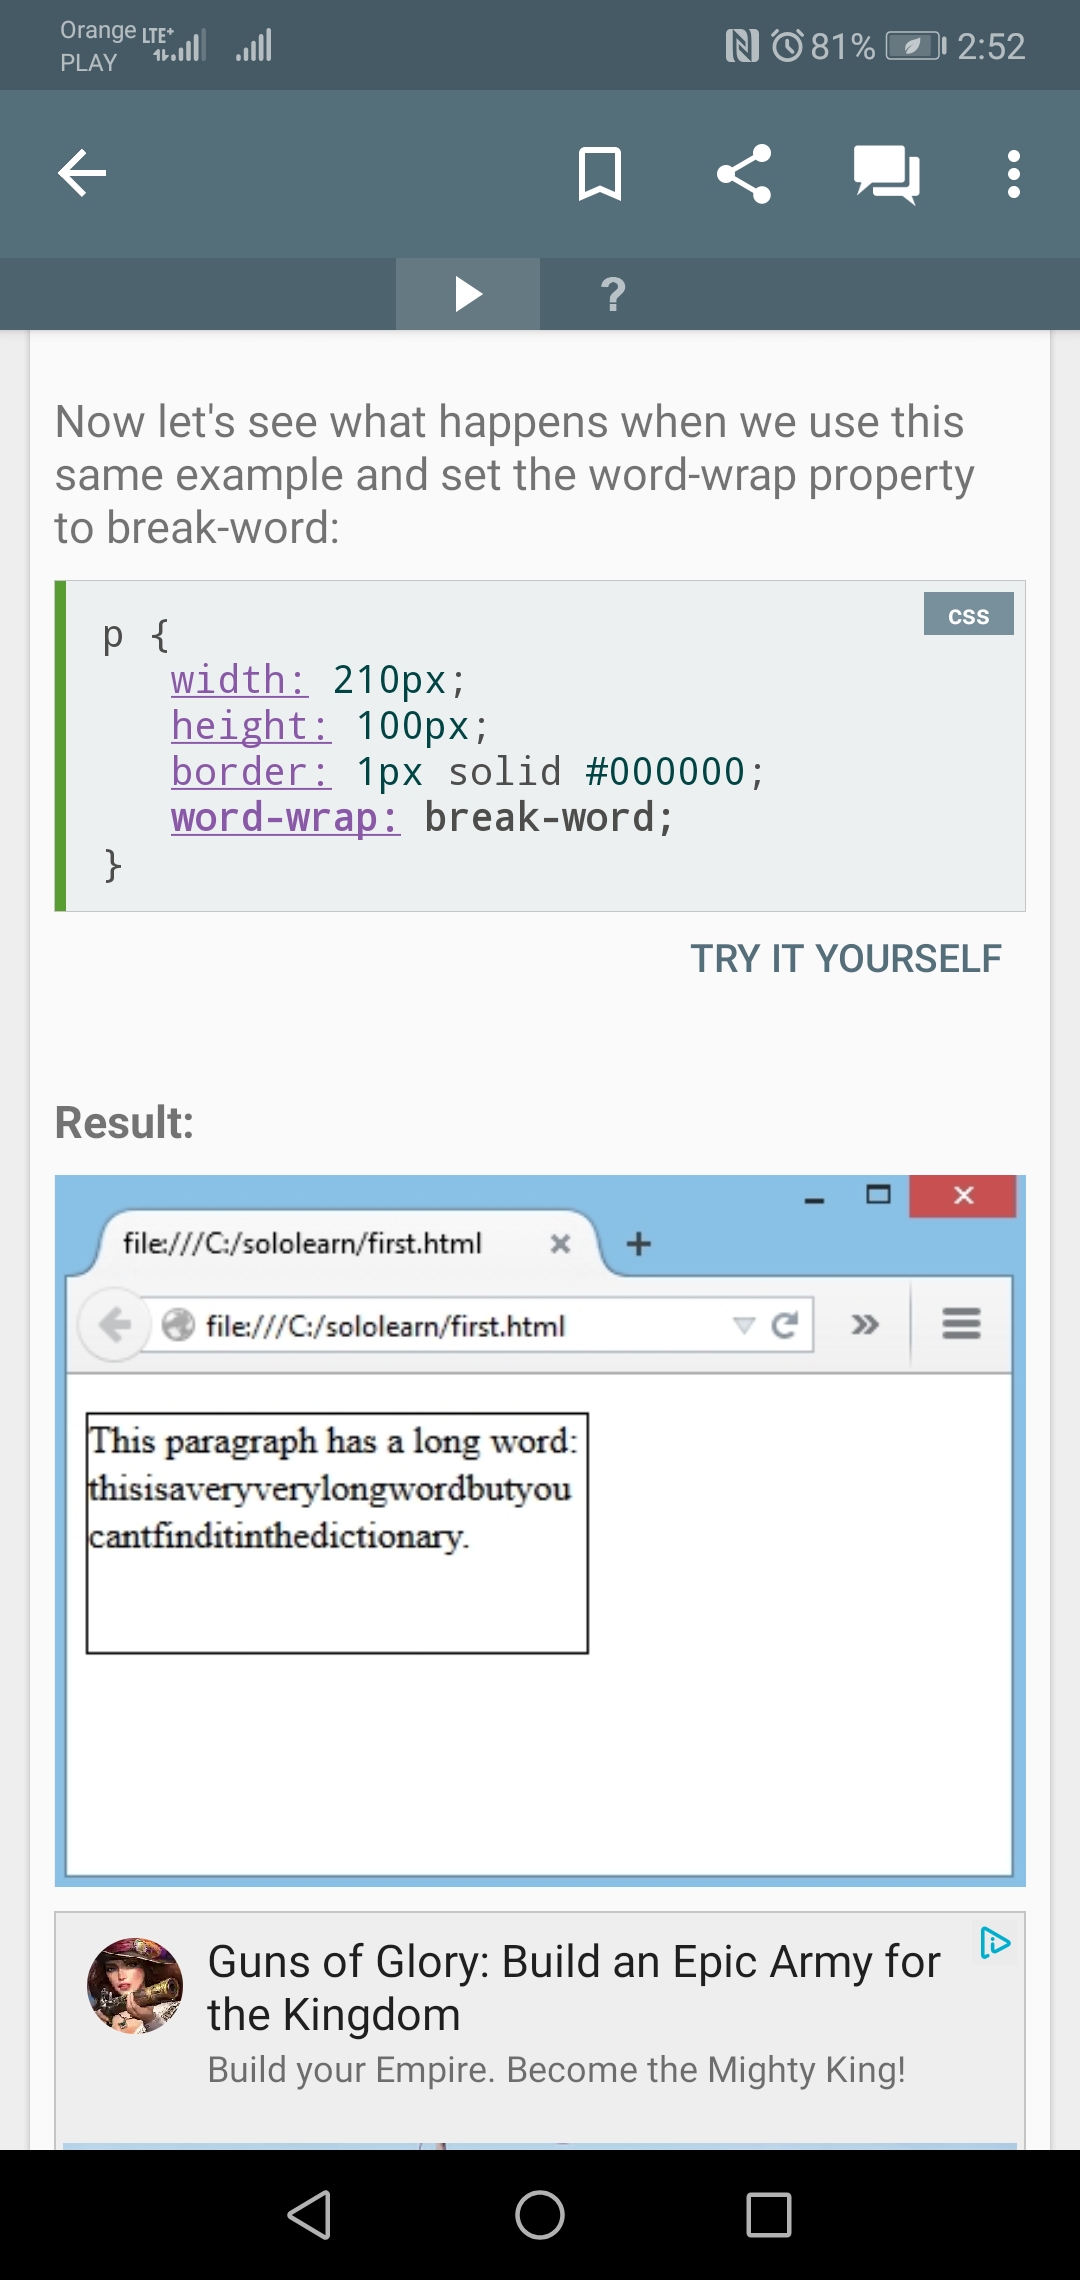 Orange LTE+
PLAY
81% 2:52
?
Now let's see what happens when we use this
same example and set the word-wrap property
to break-word:
css
p {
width: 210px;
height: 100px;
border: 1px solid #000000;
word-wrap: break-word;
}
TRY IT YOURSELF
Result:
file:///C:/sololearn/first.html
file:///C:/sololearn/first.html
This paragraph has a long word:
thisisaveryverylongwordbutyou
cantfinditinthedictionary.
Guns of Glory: Build an Epic Army for
the Kingdom
Build your Empire. Become the Mighty King!